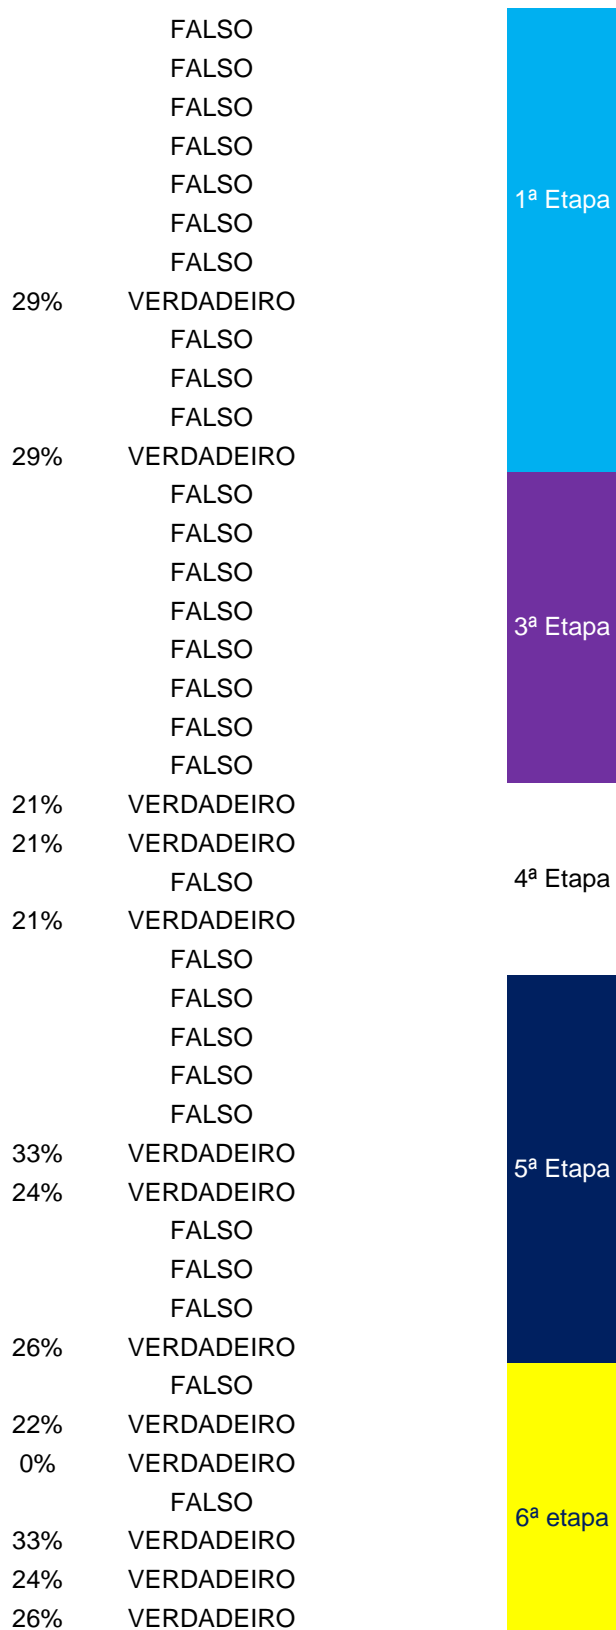 FALSO
FALSO
FALSO
FALSO
FALSO
1ª Etapa
FALSO
FALSO
29% VERDADEIRO
FALSO
FALSO
FALSO
29% VERDADEIRO
FALSO
FALSO
FALSO
FALSO
3ª Etapa
FALSO
FALSO
FALSO
FALSO
21% VERDADEIRO
21% VERDADEIRO
FALSO 4ª Etapa
21% VERDADEIRO
FALSO
FALSO
FALSO
FALSO
FALSO
33% VERDADEIRO
5ª Etapa
24% VERDADEIRO
FALSO
FALSO
FALSO
26% VERDADEIRO
FALSO
22% VERDADEIRO
0% VERDADEIRO
FALSO
6ª etapa
33% VERDADEIRO
24% VERDADEIRO
26% VERDADEIRO